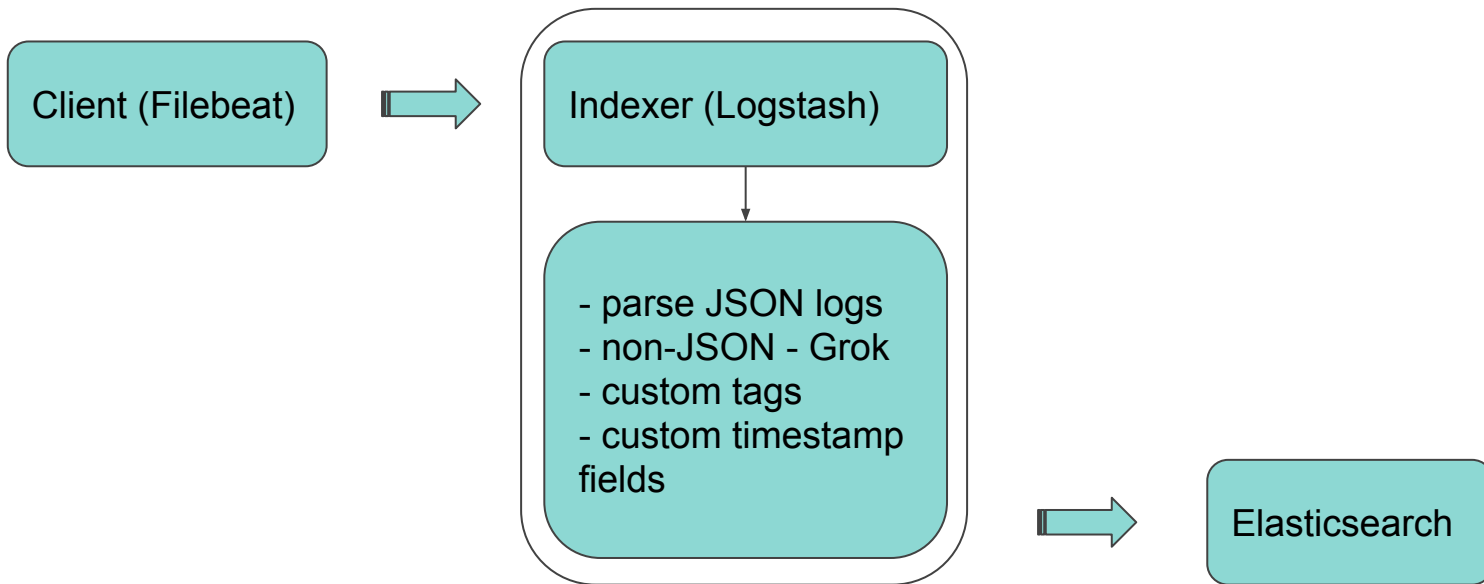 Client (Filebeat)
Indexer (Logstash)
- parse JSON logs
- non-JSON - Grok
- custom tags
- custom timestamp
fields
Elasticsearch